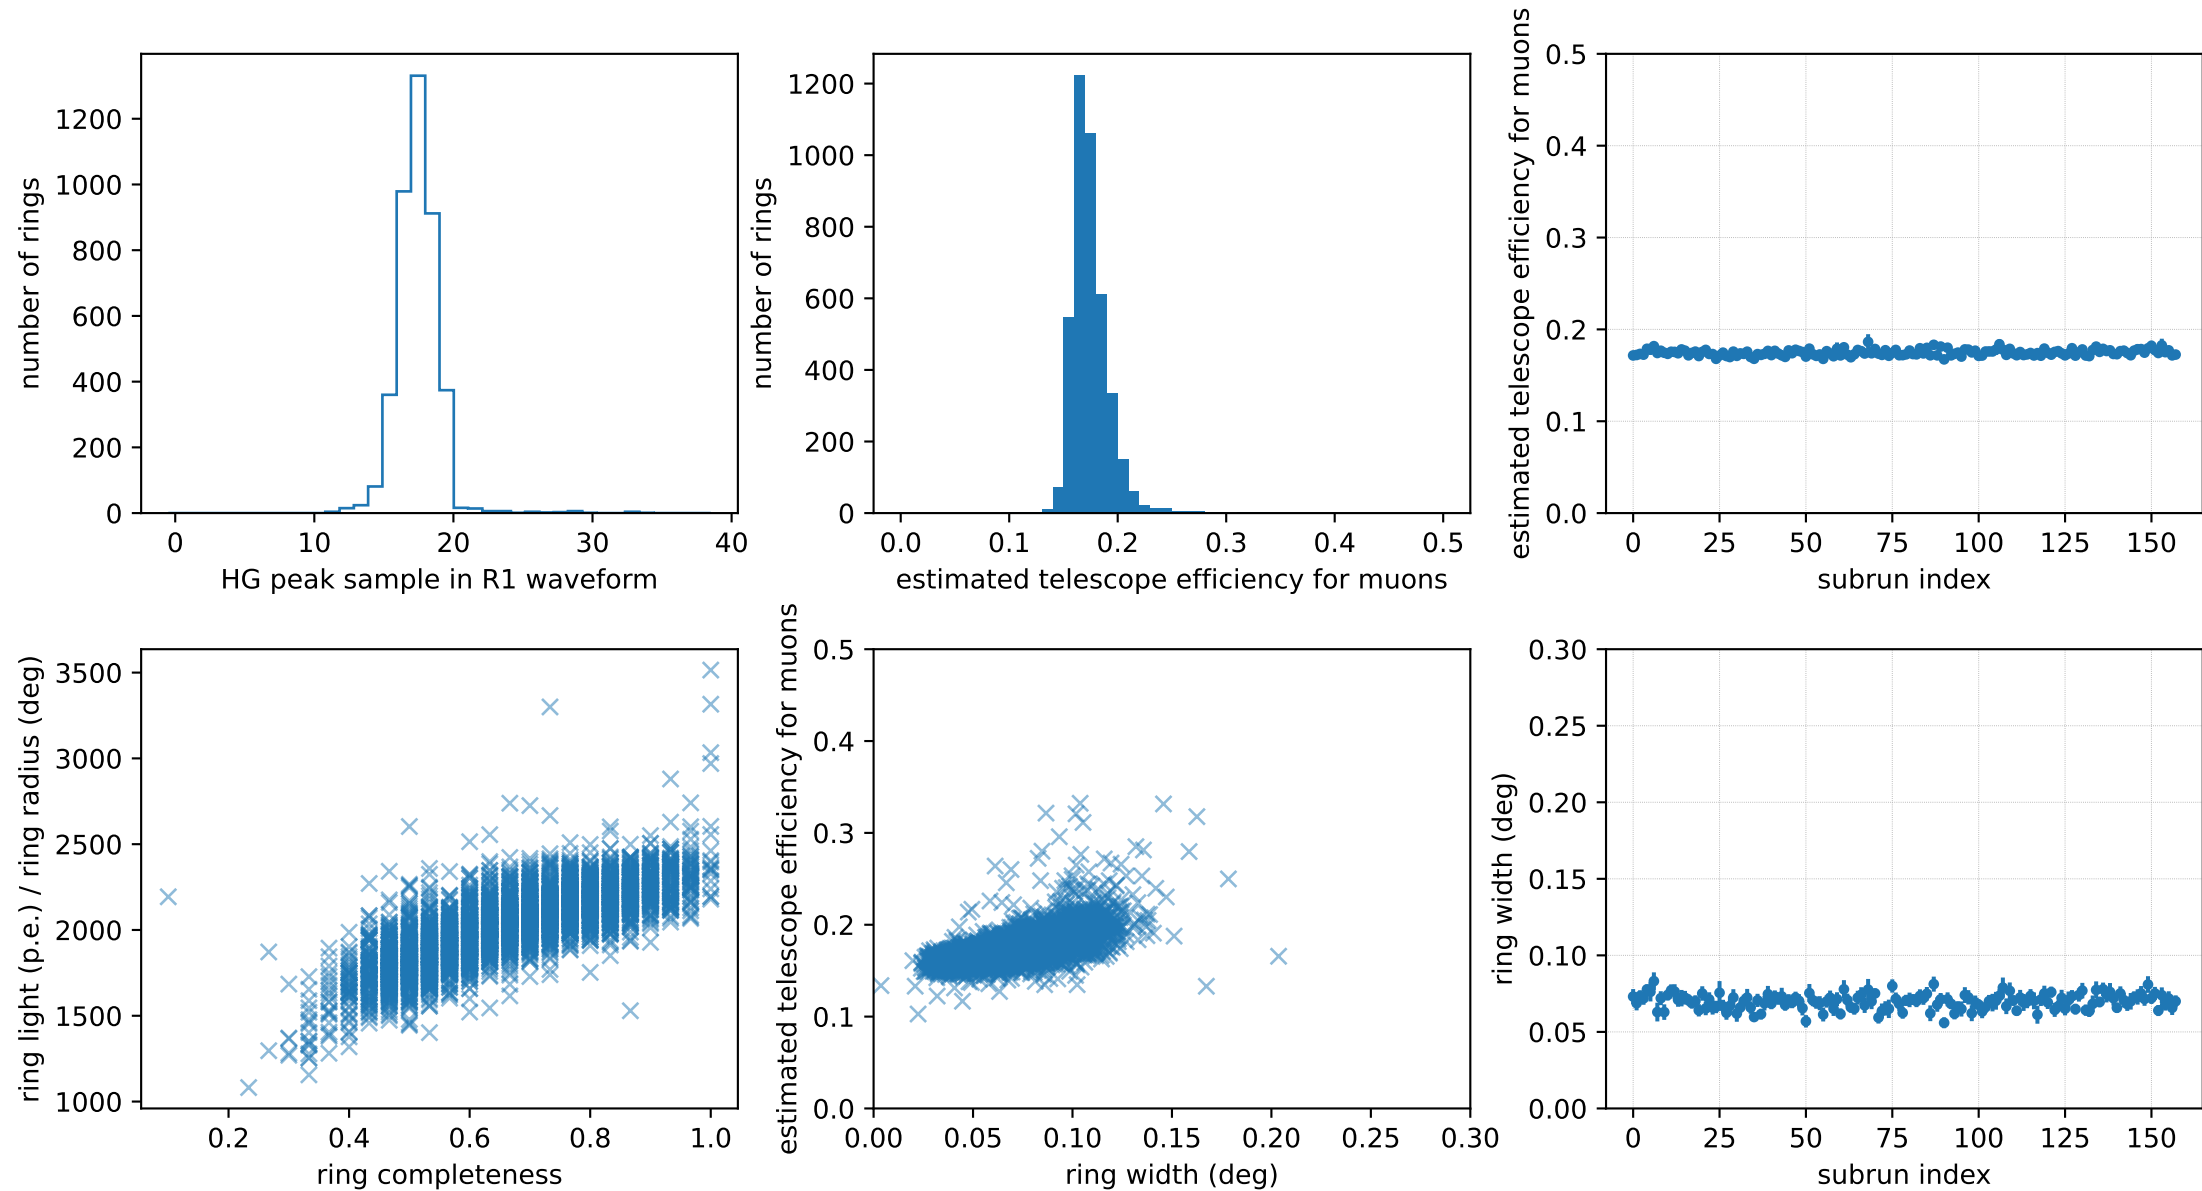 number of rings
1200
1000
800
600
400
200
0
0 10 20 30 40
HG peak sample in R1 waveform
number of rings
1200
1000
800
600
400
200
0
0.0 0.1 0.2 0.3 0.4 0.5
estimated telescope efficiency for muons
estimated telescope efficiency for muons
0.5
0.4
0.3
0.2
0.1
0.0
0 25 50 75 100 125 150
subrun index
ring light (p.e.) / ring radius (deg)
3500
3000
2500
2000
1500
1000
0.2 0.4 0.6 0.8 1.0
ring completeness
estimated telescope efficiency for muons
0.5
0.4
0.3
0.2
0.1
0.0
0.00 0.05 0.10 0.15 0.20 0.25 0.30
ring width (deg)
ring width (deg)
0.30
0.25
0.20
0.15
0.10
0.05
0.00
0 25 50 75 100 125 150
subrun index